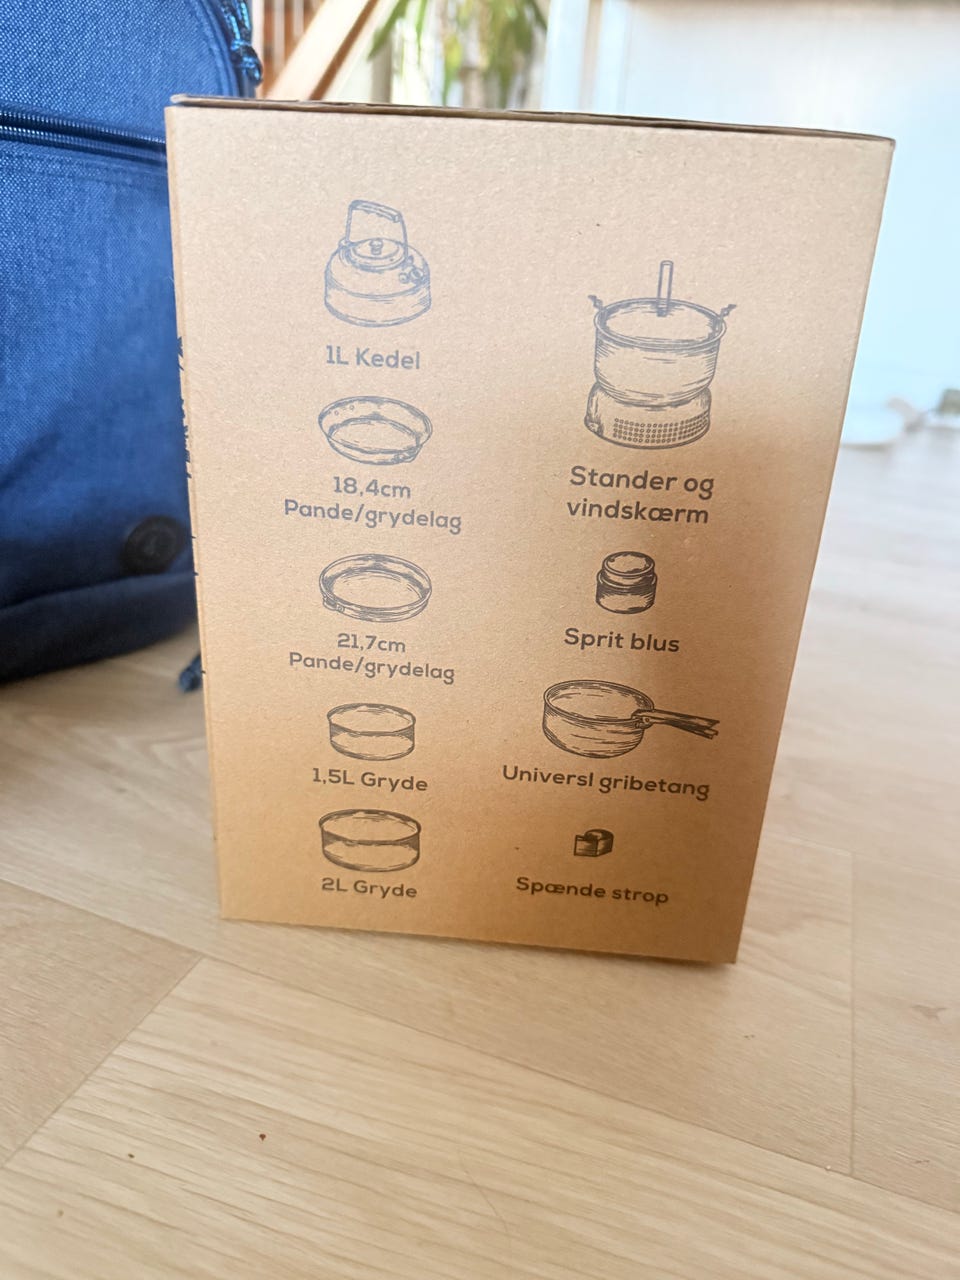 1L Kedel
18,4cm
Pande/grydelag
21,7cm
Pande/grydelag
1,5L Gryde
2L Gryde
Stander og
vindskærm
Sprit blus
Universl gribetang
Spænde strop